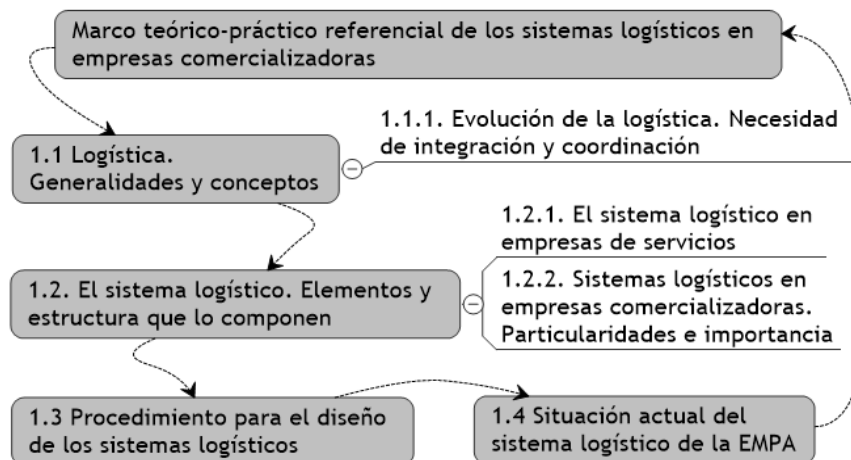 Marco teórico-práctico referencial de los sistemas logísticos en
empresas comercializadoras
1.1 Logística.
Generalidades y conceptos
1.1.1. Evolución de la logística. Necesidad
de integración y coordinación
1.2. El sistema logístico. Elementos y
estructura que lo componen
1.2.1. El sistema logístico en
empresas de servicios
1.2.2. Sistemas logísticos en
empresas comercializadoras.
Particularidades e importancia
1.3 Procedimiento para el diseño
de los sistemas logísticos
1.4 Situación actual del
sistema logístico de la EMPA